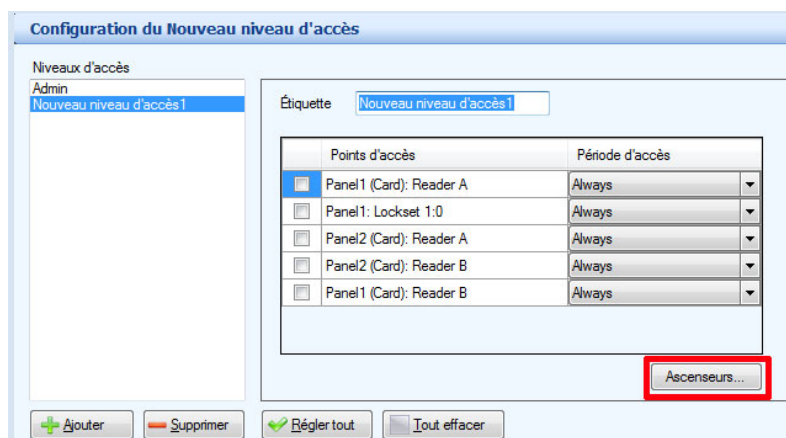 Configuration du Nouveau niveau d'accès
Niveaux d'accès
Admin
Nouveau niveau d'accès1
Étiquette Nouveau niveau d'accès1
Points d'accès Période d'accès
Panel1 (Card): Reader A Always
Panel1: Lockset 1:0 Always
Panel2 (Card): Reader A Always
Panel2 (Card): Reader B Always
Panel1 (Card): Reader B Always
Ascenseurs...
Ajouter Supprimer Régler tout Tout effacer